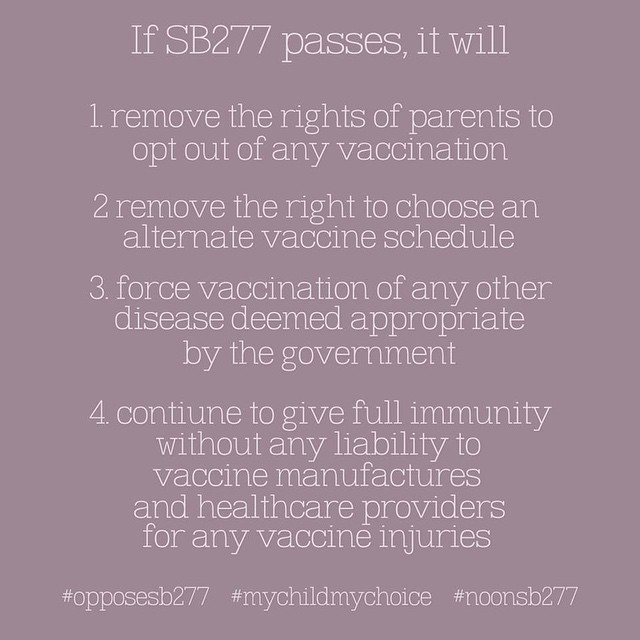 If SB277 passes, it will
1. remove the rights of parents to
opt out of any vaccination
2 remove the right to choose an
alternate vaccine schedule
3. force vaccination of any other
disease deemed appropriate
by the government
4. contiune to give full immunity
without any liability to
vaccine manufactures
and healthcare providers
for any vaccine injuries
#opposesb277 #mychildmychoice #noonsb277